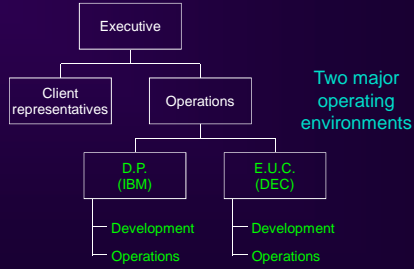 Executive
Client
representatives
Operations
Two major
operating
environments
D.P.
(IBM)
E.U.C.
(DEC)
Development
Operations
Development
Operations